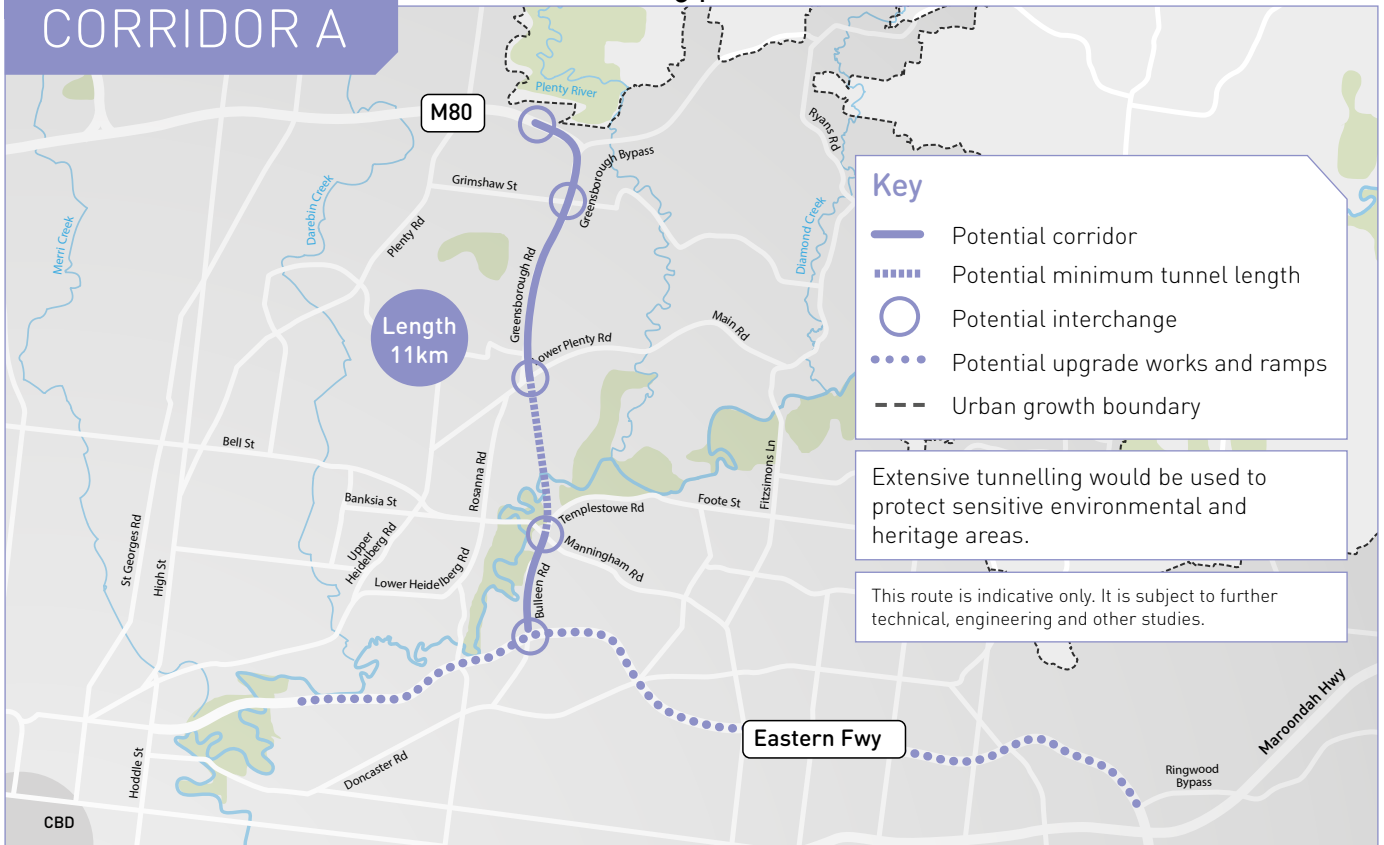 CORRIDOR A
Plenty River
M80
Ryans Rd
Greensborough Bypass
Grimshaw St
Merri Creek
Darebin Creek
Plenty Rd
Diamond Creek
Greensborough Rd
Length
11km
Lower Plenty Rd
Main Rd
Key
Potential corridor
Potential minimum tunnel length
Potential interchange
Potential upgrade works and ramps
Urban growth boundary
Extensive tunnelling would be used to
protect sensitive environmental and
heritage areas.
This route is indicative only. It is subject to further
technical, engineering and other studies.
Bell St
Rosanna Rd
Fitzsimons Ln
Banksia St
Foote St
Templestowe Rd
St Georges Rd
High St
Upper
Heidelberg Rd
Lower Heidelberg Rd
Manningham Rd
Bulleen Rd
Eastern Fwy
Maroondah Hwy
Hoddle St
Doncaster Rd
Ringwood
Bypass
CBD